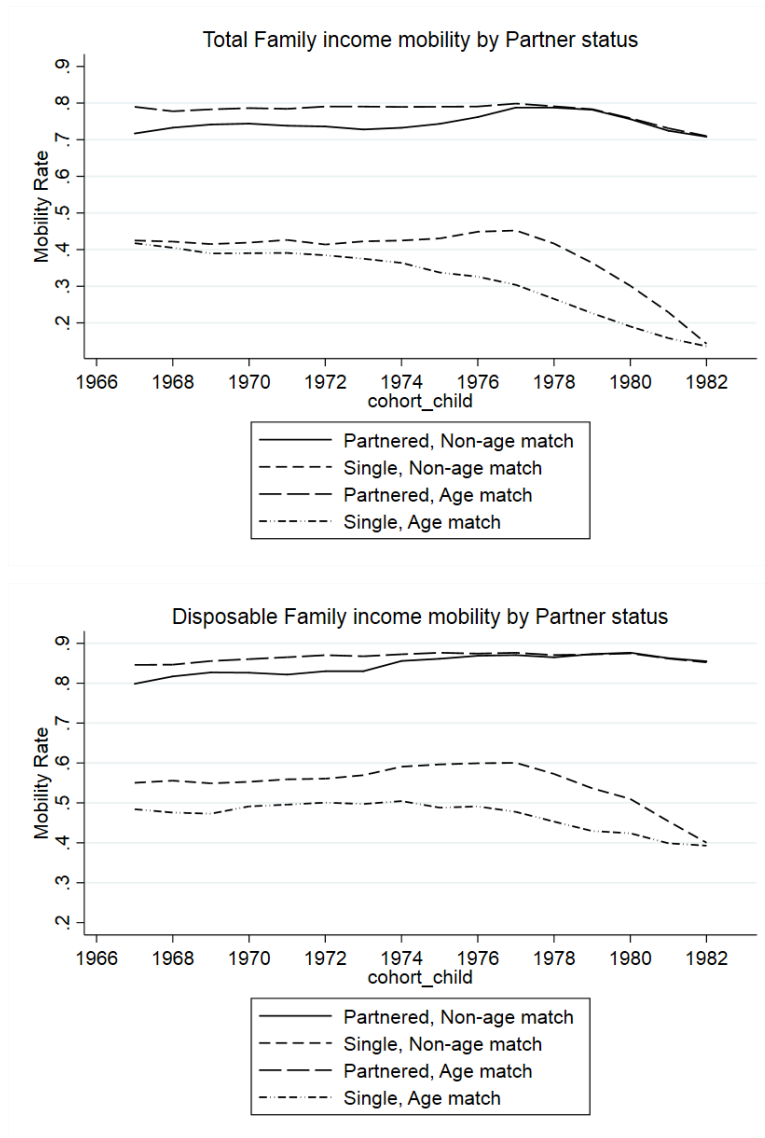 Total Family income mobility by Partner status
.9
.8
.7
.6
.5
.4
.3
.2
Mobility Rate
1966 1968 1970 1972 1974 1976 1978 1980 1982
cohort_child
Partnered, Non-age match
Single, Non-age match
Partnered, Age match
Single, Age match
Disposable Family income mobility by Partner status
.9
.8
.7
.6
.5
.4
.3
.2
Mobility Rate
1966 1968 1970 1972 1974 1976 1978 1980 1982
cohort_child
Partnered, Non-age match
Single, Non-age match
Partnered, Age match
Single, Age match